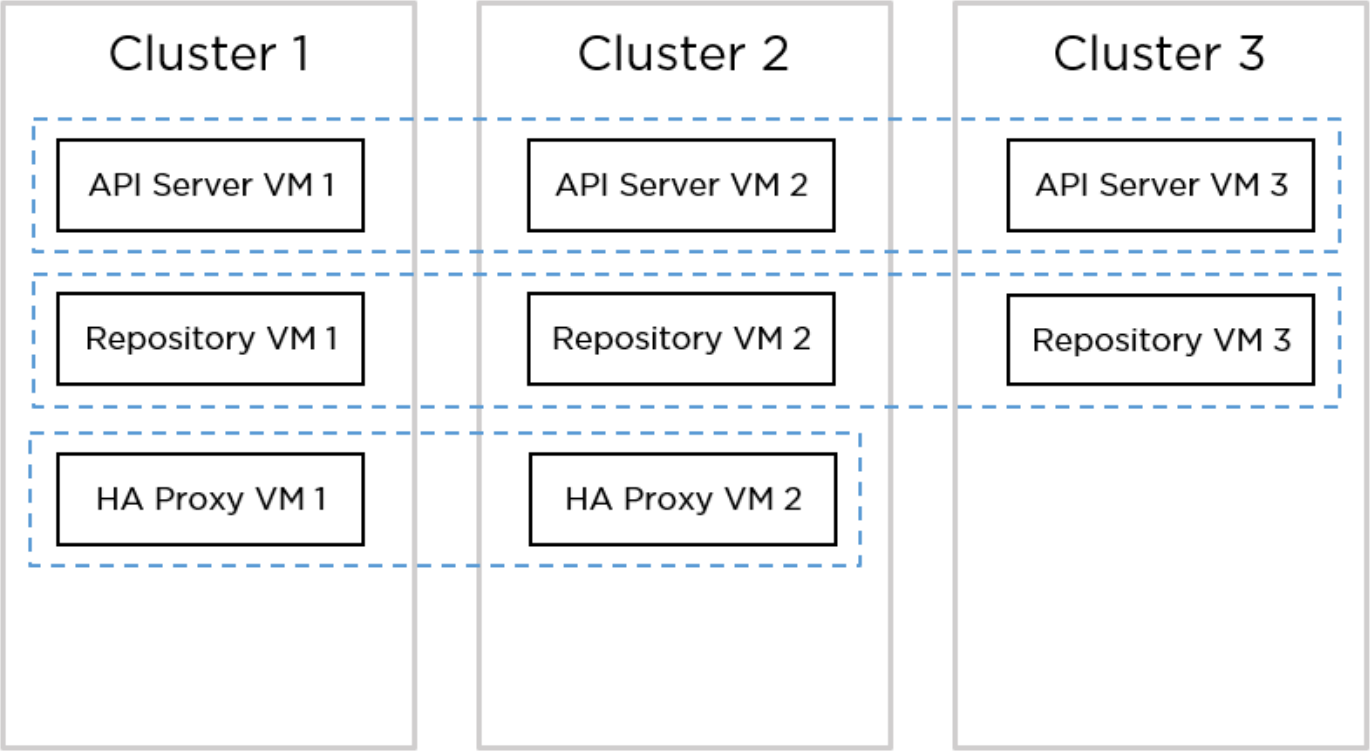 Cluster 1
Cluster 2
Cluster 3
API Server VM 1
API Server VM 2
API Server VM 3
Repository VM 1
Repository VM 2
Repository VM 3
HA Proxy VM 1
HA Proxy VM 2